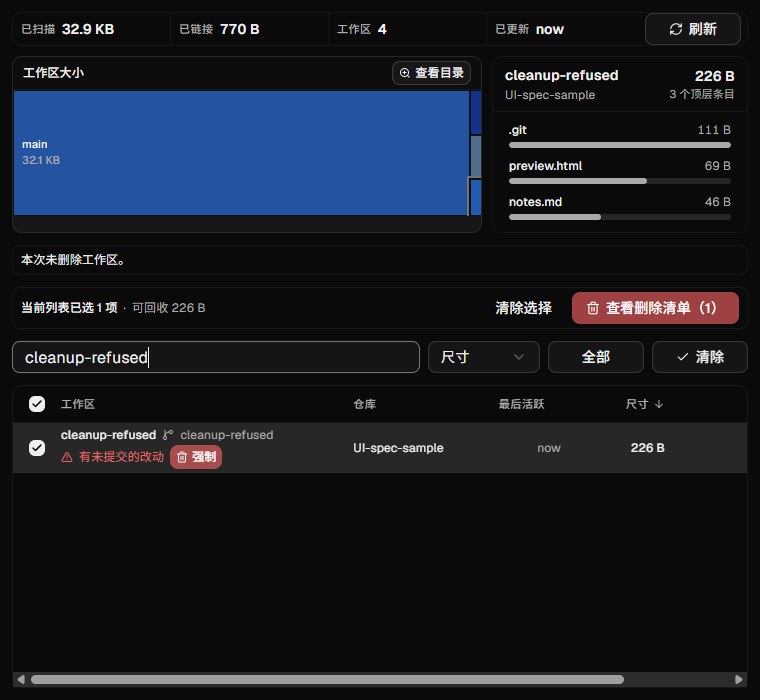 已扫描 32.9 KB 已链接 770 B 工作区 4 已更新 now 刷新
工作区大小 查看目录
main
32.1 KB
cleanup-refused 226 B
UI-spec-sample 3 个顶层条目
.git 111 B
preview.html 69 B
notes.md 46 B
本次未删除工作区。
当前列表已选 1 项 · 可回收 226 B 清除选择 查看删除清单（1）
cleanup-refused 尺寸 全部 清除
工作区 仓库 最后活跃 尺寸
cleanup-refused cleanup-refused UI-spec-sample now 226 B
有未提交的改动 强制